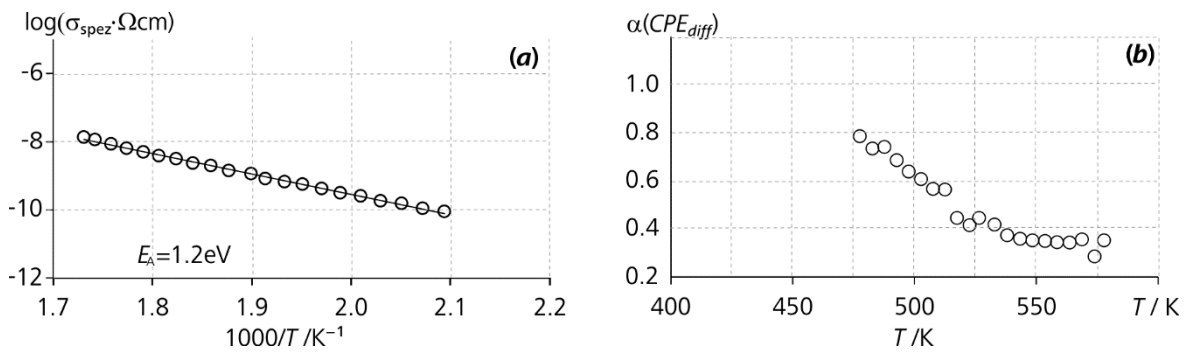 log(σspez·Ωcm)
(a)
-6
-8
-10
-12
EA=1.2eV
1.7 1.8 1.9 2.0 2.1 2.2
1000/T /K⁻¹
α(CPEdiff)
(b)
1.0
0.8
0.6
0.4
0.2
400 450 500 550 T / K
T /K